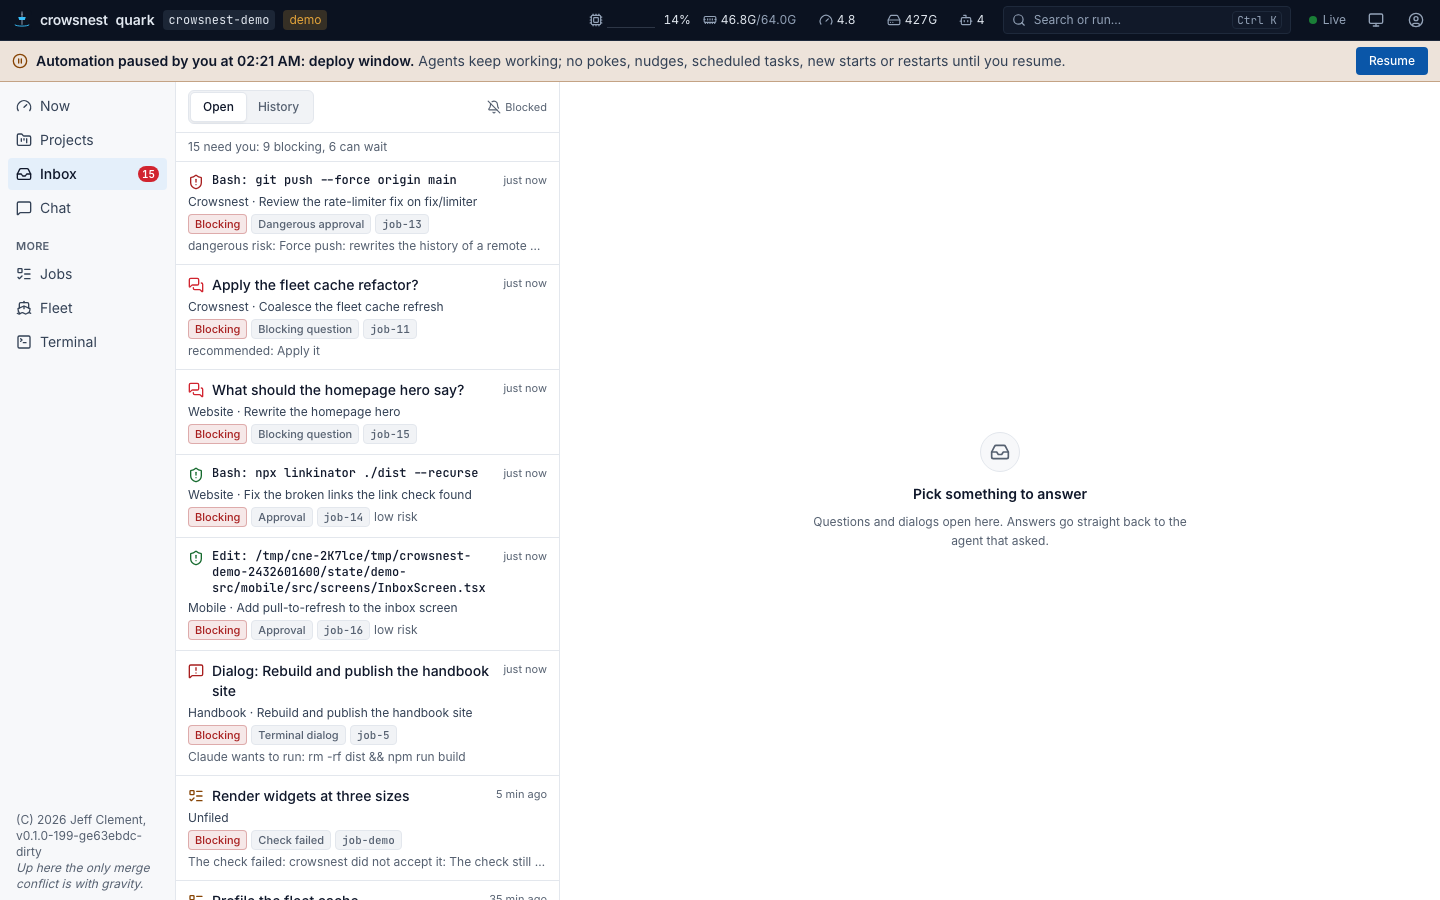 crowsnest quark crowsnest-demo demo
14% 46.8G/64.0G 4.8 427G 4 Search or run... Ctrl K Live
Automation paused by you at 02:21 AM: deploy window. Agents keep working; no pokes, nudges, scheduled tasks, new starts or restarts until you resume. Resume
Now
Projects
Inbox 15
Chat
MORE
Jobs
Fleet
Terminal
(C) 2026 Jeff Clement,
v0.1.0-199-ge63ebdc-
dirty
Up here the only merge
conflict is with gravity.
Open History Blocked
15 need you: 9 blocking, 6 can wait
Bash: git push --force origin main just now
Crowsnest · Review the rate-limiter fix on fix/limiter
Blocking Dangerous approval job-13
dangerous risk: Force push: rewrites the history of a remote ...
Apply the fleet cache refactor? just now
Crowsnest · Coalesce the fleet cache refresh
Blocking Blocking question job-11
recommended: Apply it
What should the homepage hero say? just now
Website · Rewrite the homepage hero
Blocking Blocking question job-15
Bash: npx linkinator ./dist --recurse just now
Website · Fix the broken links the link check found
Blocking Approval job-14 low risk
Edit: /tmp/cne-2K7lce/tmp/crowsnest- just now
demo-2432601600/state/demo-
src/mobile/src/screens/InboxScreen.tsx
Mobile · Add pull-to-refresh to the inbox screen
Blocking Approval job-16 low risk
Dialog: Rebuild and publish the handbook just now
site
Handbook · Rebuild and publish the handbook site
Blocking Terminal dialog job-5
Claude wants to run: rm -rf dist && npm run build
Render widgets at three sizes 5 min ago
Unfiled
Blocking Check failed job-demo
The check failed: crowsnest did not accept it: The check still ...
Profile the fleet cache 35 min ago
Pick something to answer
Questions and dialogs open here. Answers go straight back to the
agent that asked.